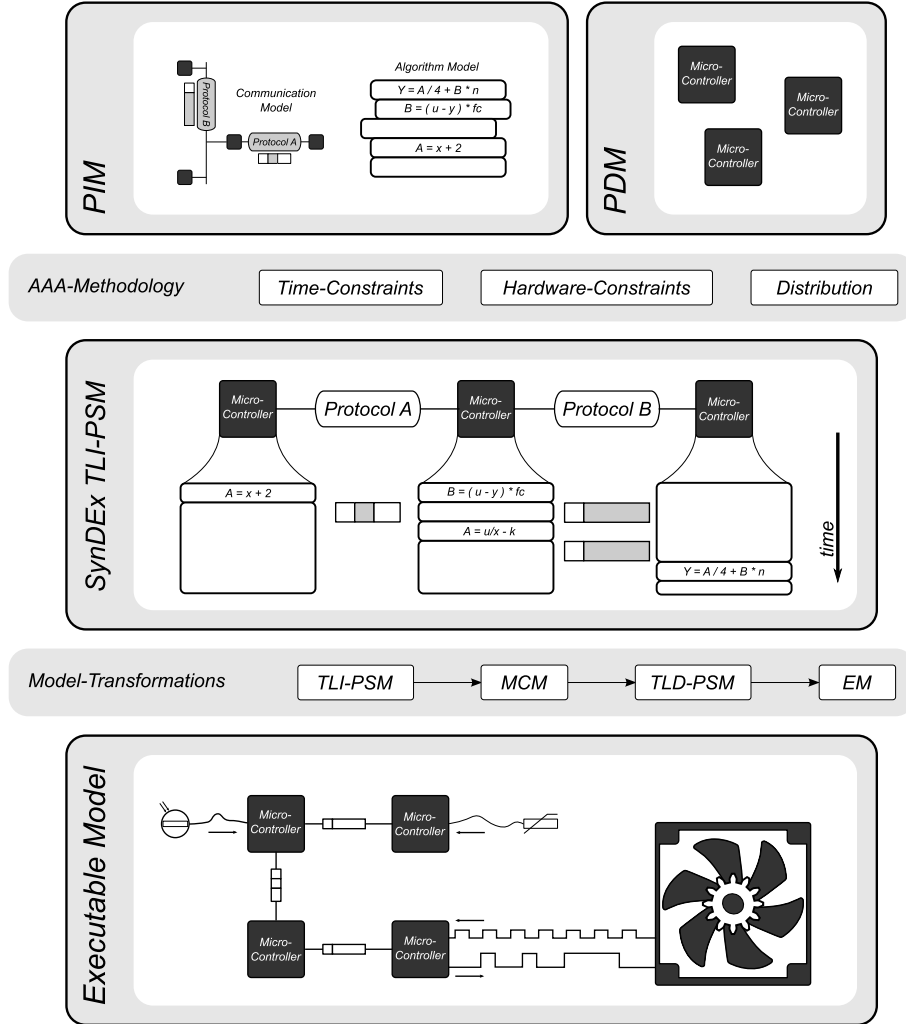 PIM
Protocol B
Communication
Model
Protocol A
Algorithm Model
Y = A / 4 + B * n
B = ( u - y ) * fc
A = x + 2
PDM
Micro-
Controller
Micro-
Controller
Micro-
Controller
AAA-Methodology
Time-Constraints
Hardware-Constraints
Distribution
SynDEx TLI-PSM
Micro-
Controller
Protocol A
Micro-
Controller
Protocol B
Micro-
Controller
A = x + 2
B = ( u - y ) * fc
A = u/x - k
Y = A / 4 + B * n
time
Model-Transformations
TLI-PSM
MCM
TLD-PSM
EM
Executable Model
Micro-
Controller
Micro-
Controller
Micro-
Controller
Micro-
Controller